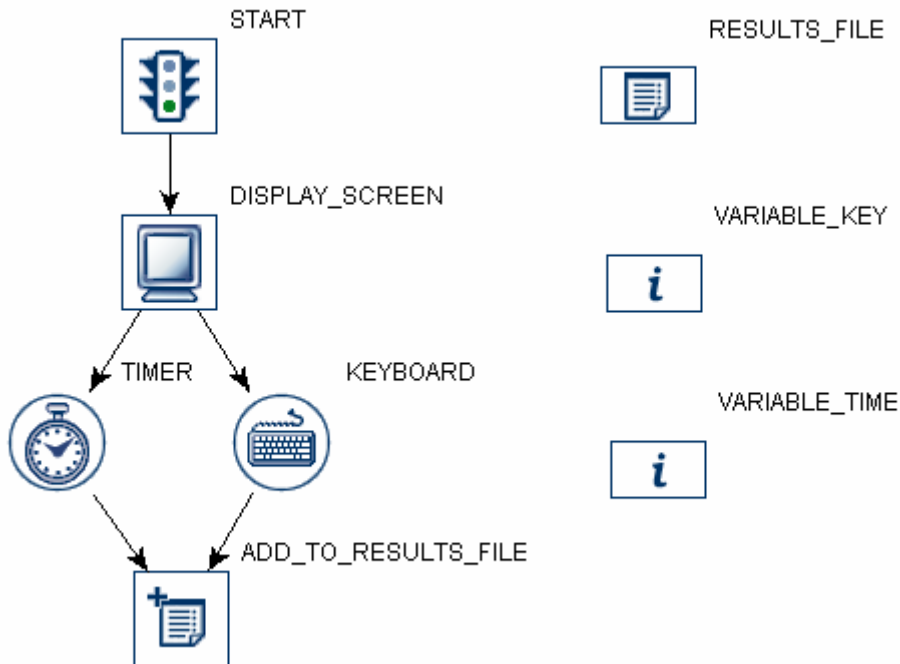 START
RESULTS_FILE
DISPLAY_SCREEN
VARIABLE_KEY
i
TIMER
KEYBOARD
VARIABLE_TIME
i
ADD_TO_RESULTS_FILE